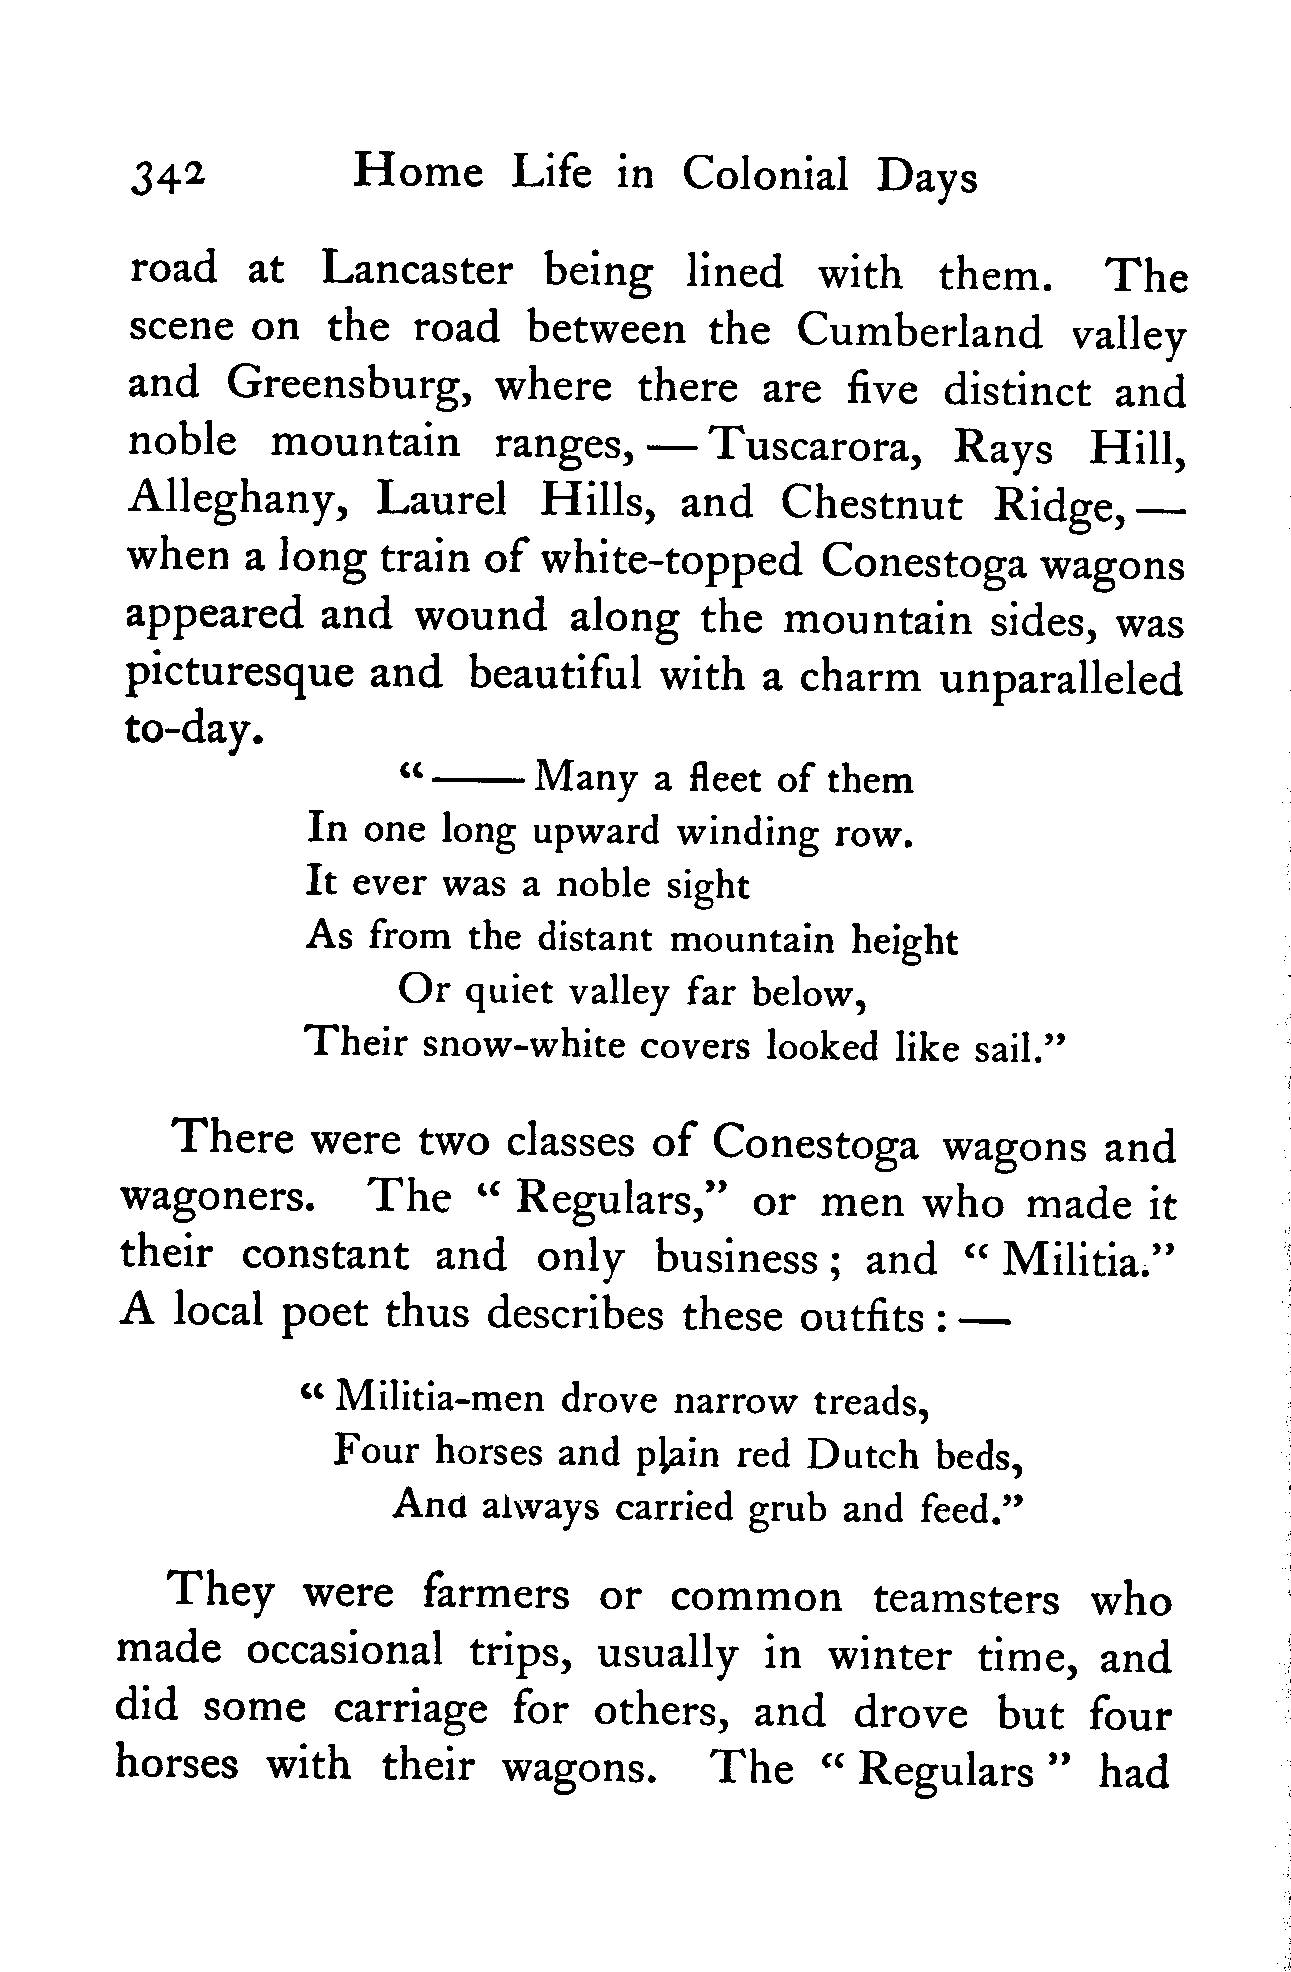 342 Home Life in Colonial Days
road at Lancaster being lined with them. The
scene on the road between the Cumberland valley
and Greensburg, where there are five distinct and
noble mountain ranges, — Tuscarora, Rays Hill,
Alleghany, Laurel Hills, and Chestnut Ridge, —
when a long train of white-topped Conestoga wagons
appeared and wound along the mountain sides, was
picturesque and beautiful with a charm unparalleled
to-day.
“ —— Many a fleet of them
In one long upward winding row.
It ever was a noble sight
As from the distant mountain height
Or quiet valley far below,
Their snow-white covers looked like sail.”
There were two classes of Conestoga wagons and
wagoners. The “ Regulars,” or men who made it
their constant and only business ; and “ Militia.”
A local poet thus describes these outfits : —
“ Militia-men drove narrow treads,
Four horses and plain red Dutch beds,
And always carried grub and feed.”
They were farmers or common teamsters who
made occasional trips, usually in winter time, and
did some carriage for others, and drove but four
horses with their wagons. The “ Regulars ” had